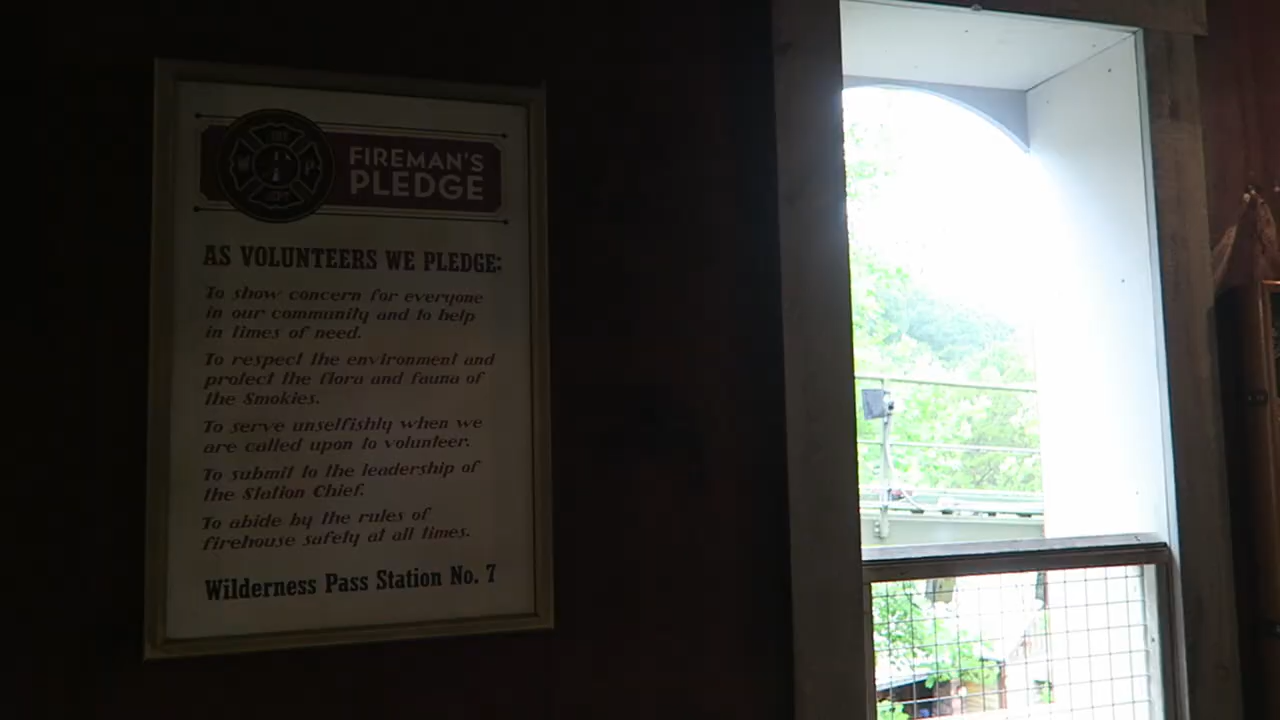 FIREMAN'S
PLEDGE
AS VOLUNTEERS WE PLEDGE:
To show concern for everyone
in our community and to help
in times of need.
To respect the environment and
protect the flora and fauna of
the Smokies.
To serve unselfishly when we
are called upon to volunteer.
To submit to the leadership of
the Station Chief.
To abide by the rules of
firehouse safety at all times.
Wilderness Pass Station No. 7